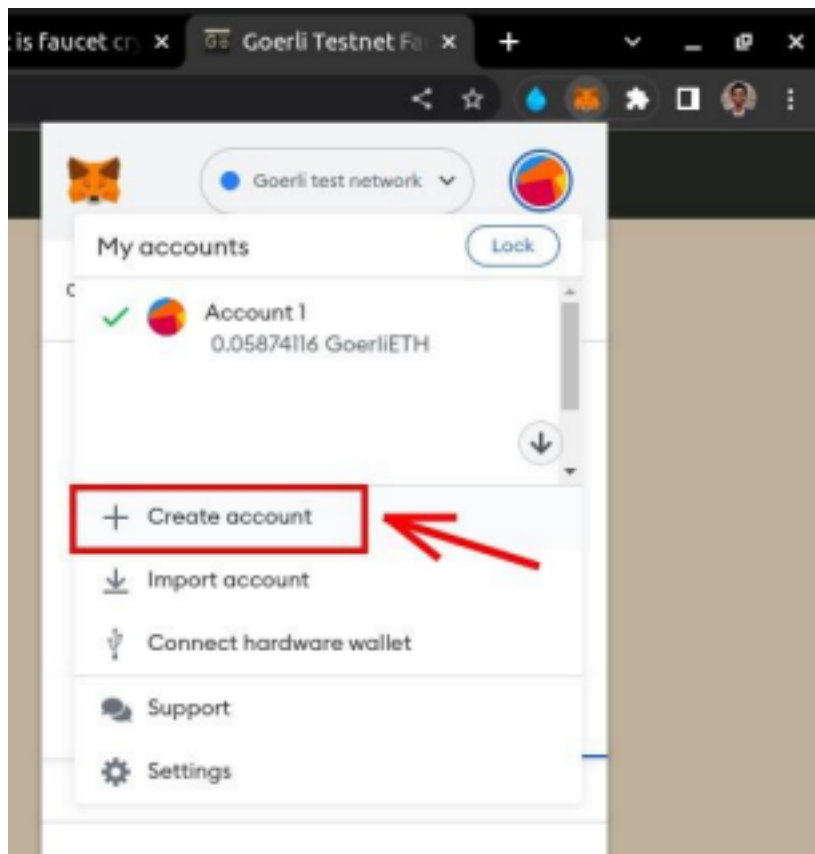 is faucet cr
Goerli Testnet Fa
Goerli test network
My accounts
Lock
Account 1
0.05874116 GoerliETH
Create account
Import account
Connect hardware wallet
Support
Settings